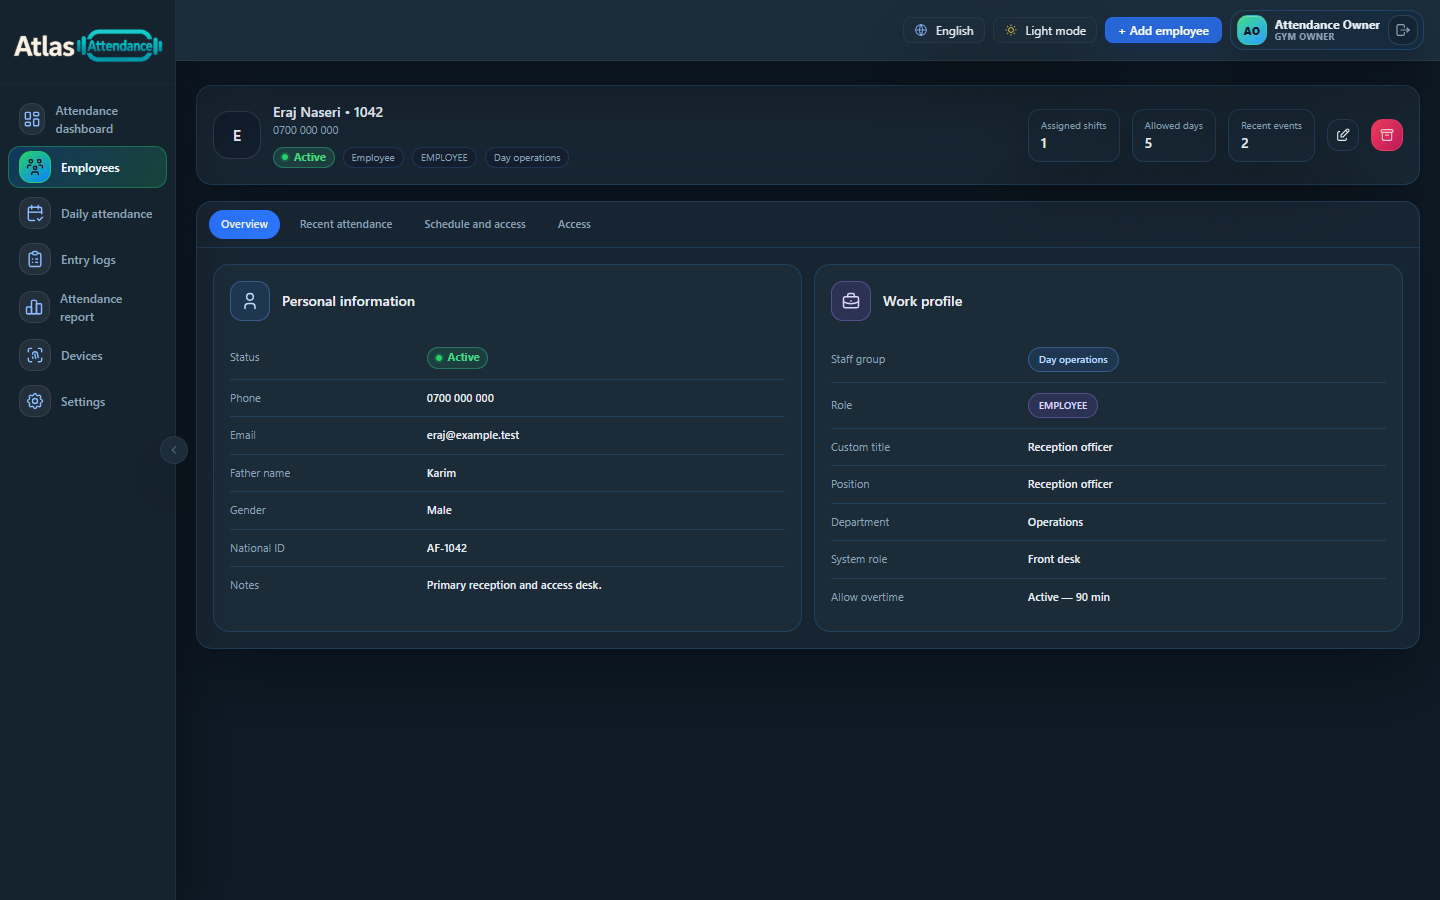 Atlas Attendance
English
Light mode
+ Add employee
AO
Attendance Owner
GYM OWNER
Attendance dashboard
Employees
Daily attendance
Entry logs
Attendance report
Devices
Settings
E
Eraj Naseri • 1042
0700 000 000
Active
Employee
EMPLOYEE
Day operations
Assigned shifts
1
Allowed days
5
Recent events
2
Overview
Recent attendance
Schedule and access
Access
Personal information
Status
Active
Phone
0700 000 000
Email
eraj@example.test
Father name
Karim
Gender
Male
National ID
AF-1042
Notes
Primary reception and access desk.
Work profile
Staff group
Day operations
Role
EMPLOYEE
Custom title
Reception officer
Position
Reception officer
Department
Operations
System role
Front desk
Allow overtime
Active — 90 min